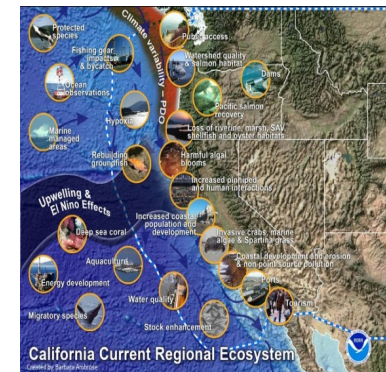 Protected
species
Public access
Fishing gear
impacts
& bycatch
Climate variability - PDO
Watershed quality
& salmon habitat
Dams
Ocean
observations
Pacific salmon
recovery
Hypoxia
Marine
managed
areas
Loss of riverine, marsh, SAV
shellfish and oyster habitats
Rebuilding
groundfish
Harmful algal
blooms
Increased pinniped
and human interactions
Upwelling &
El Nino Effects
Increased coastal
population and
development
Deep sea coral
Invasive crabs, marine
algae & Spartina grass
Aquaculture
Coastal development and erosion
& non-point source pollution
Energy development
Ports
Water quality
Tourism
Migratory species
Stock enhancement
California Current Regional Ecosystem
Created by Barbara Ambrose
NOAA